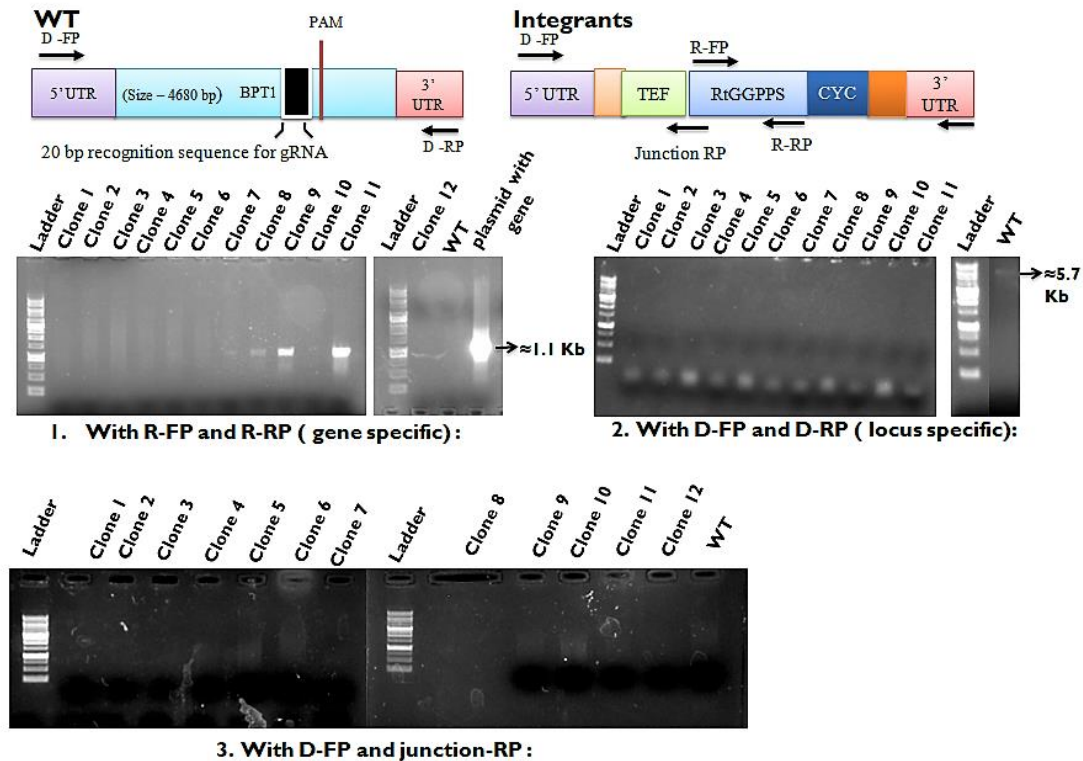 WT
D -FP
PAM
5' UTR
(Size – 4680 bp)
BPT1
3'
UTR
D -RP
20 bp recognition sequence for gRNA
Integrants
D -FP
R-FP
5' UTR
TEF
RtGGPPS
CYC
3'
UTR
Junction RP
R-RP
D -RP
Ladder
Clone 1
Clone 2
Clone 3
Clone 4
Clone 5
Clone 6
Clone 7
Clone 8
Clone 9
Clone 10
Clone 11
Ladder
Clone 12
WT
plasmid with
gene
≈1.1 Kb
1. With R-FP and R-RP ( gene specific) :
Ladder
Clone 1
Clone 2
Clone 3
Clone 4
Clone 5
Clone 6
Clone 7
Clone 8
Clone 9
Clone 10
Clone 11
Ladder
WT
≈5.7
Kb
2. With D-FP and D-RP ( locus specific):
Ladder
Clone 1
Clone 2
Clone 3
Clone 4
Clone 5
Clone 6
Clone 7
Ladder
Clone 8
Clone 9
Clone 10
Clone 11
Clone 12
WT
3. With D-FP and junction-RP :